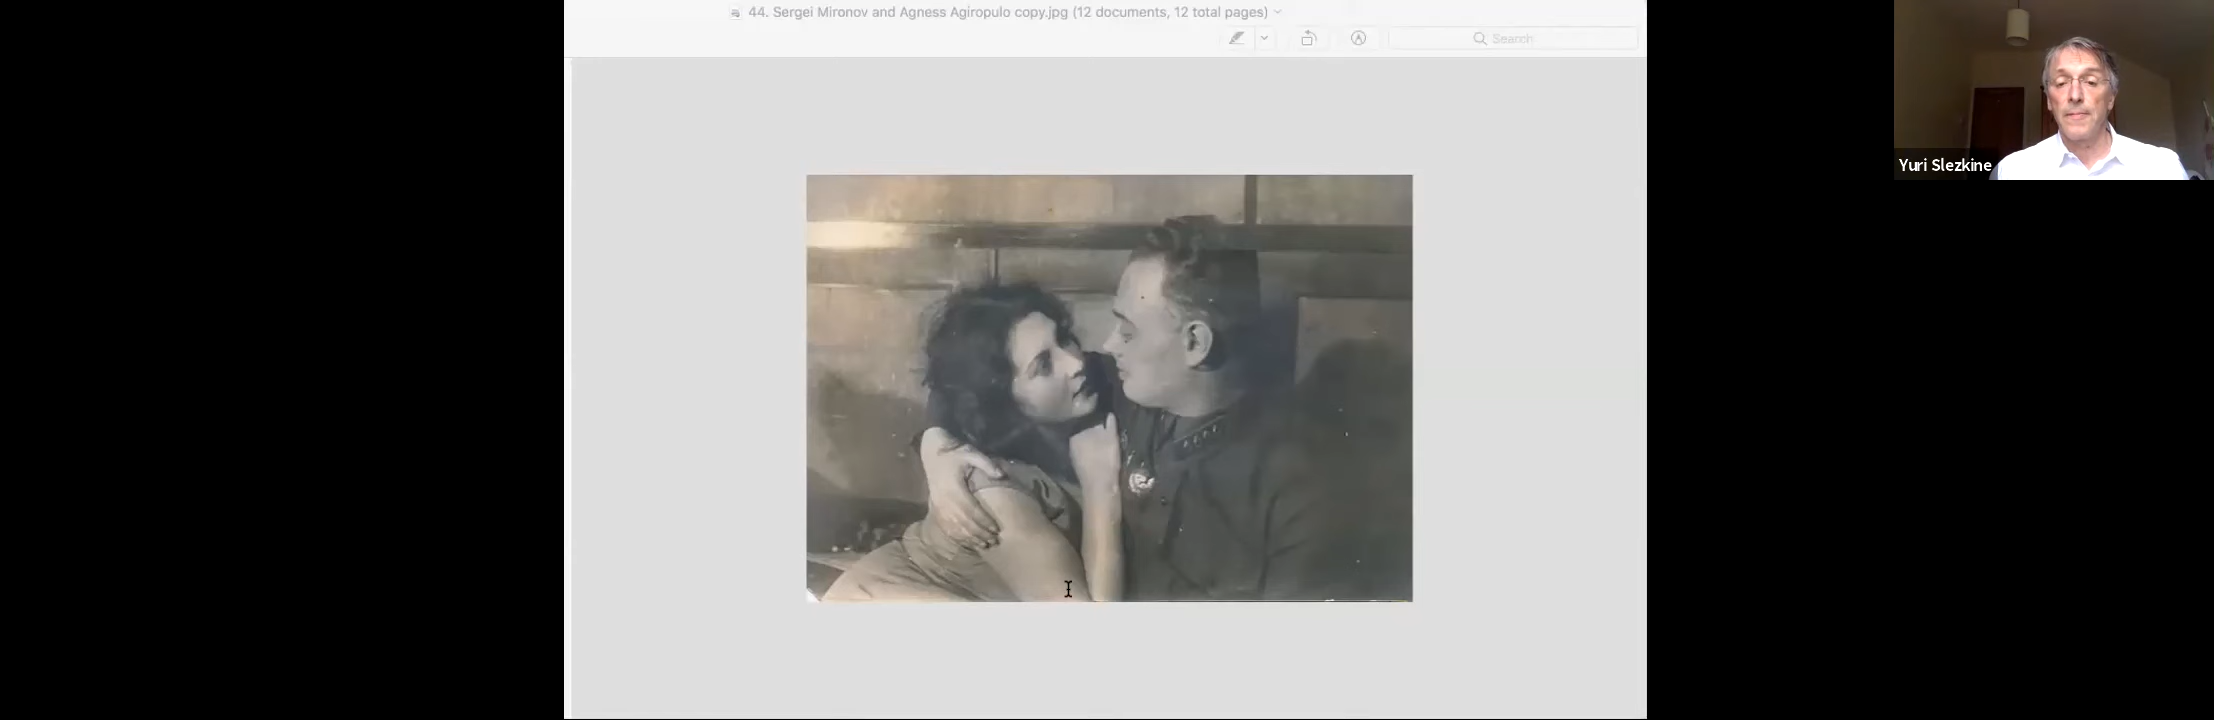 44. Sergei Mironov and Agness Agiropulo copy.jpg (12 documents, 12 total pages)
Search
Yuri Slezkine